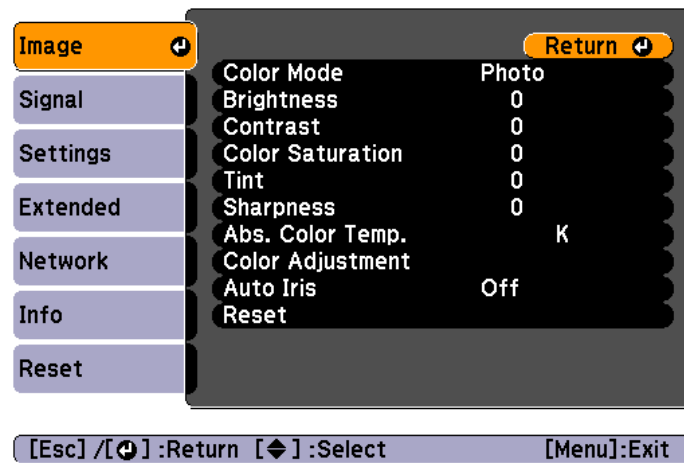 Image
Return
Color Mode Photo
Signal
Brightness 0
Contrast 0
Settings
Color Saturation 0
Tint 0
Extended
Sharpness 0
Abs. Color Temp. K
Network
Color Adjustment
Auto Iris Off
Info
Reset
Reset
[Esc] /[ ] :Return [ ] :Select [Menu]:Exit